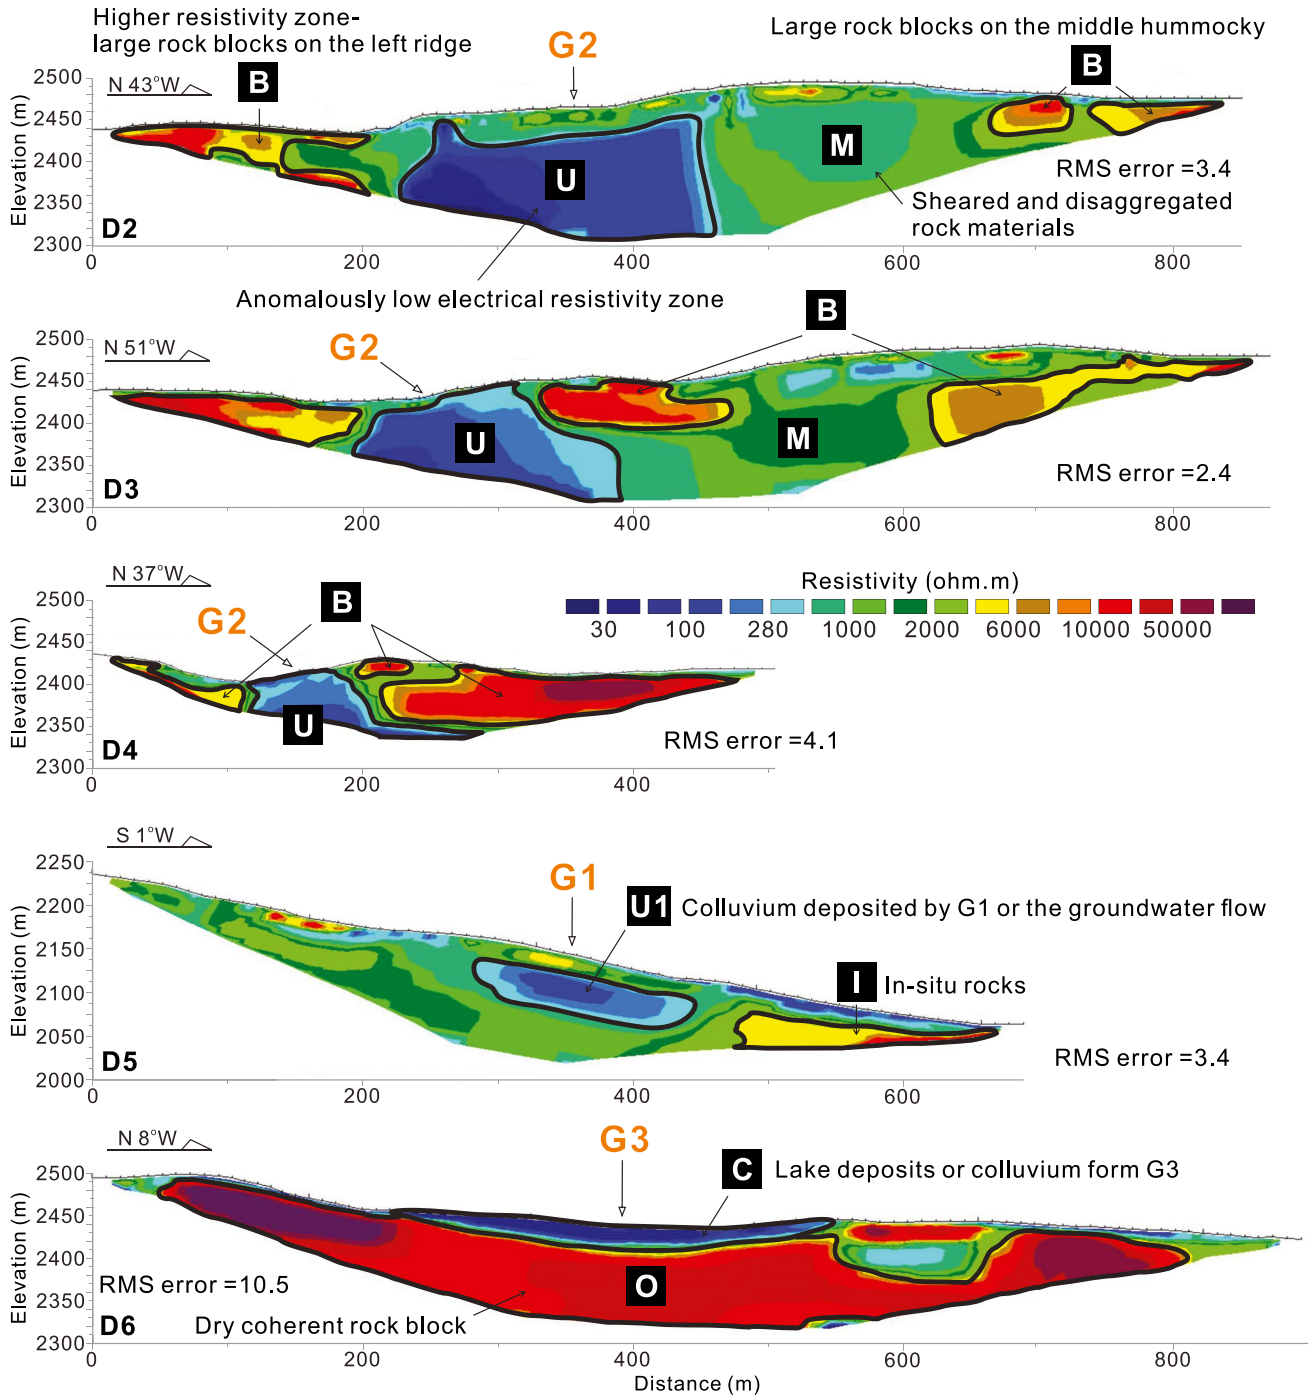 Higher resistivity zone-
large rock blocks on the left ridge
G2
Large rock blocks on the middle hummocky
B
B
N 43°W
2500
2450
2400
2350
2300
Elevation (m)
U
M
RMS error =3.4
Sheared and disaggregated
rock materials
D2
0
200
400
600
800
Anomalously low electrical resistivity zone
B
N 51°W
G2
2500
2450
2400
2350
2300
Elevation (m)
U
M
RMS error =2.4
D3
0
200
400
600
800
N 37°W
B
G2
Resistivity (ohm.m)
30
100
280
1000
2000
6000
10000
50000
2500
2450
2400
2350
2300
Elevation (m)
U
D4
RMS error =4.1
0
200
400
S 1°W
G1
U1 Colluvium deposited by G1 or the groundwater flow
2250
2200
2150
2100
2050
2000
Elevation (m)
I In-situ rocks
RMS error =3.4
D5
0
200
400
600
N 8°W
G3
C Lake deposits or colluvium form G3
2500
2450
2400
2350
2300
Elevation (m)
RMS error =10.5
O
D6
Dry coherent rock block
0
200
400
600
800
Distance (m)